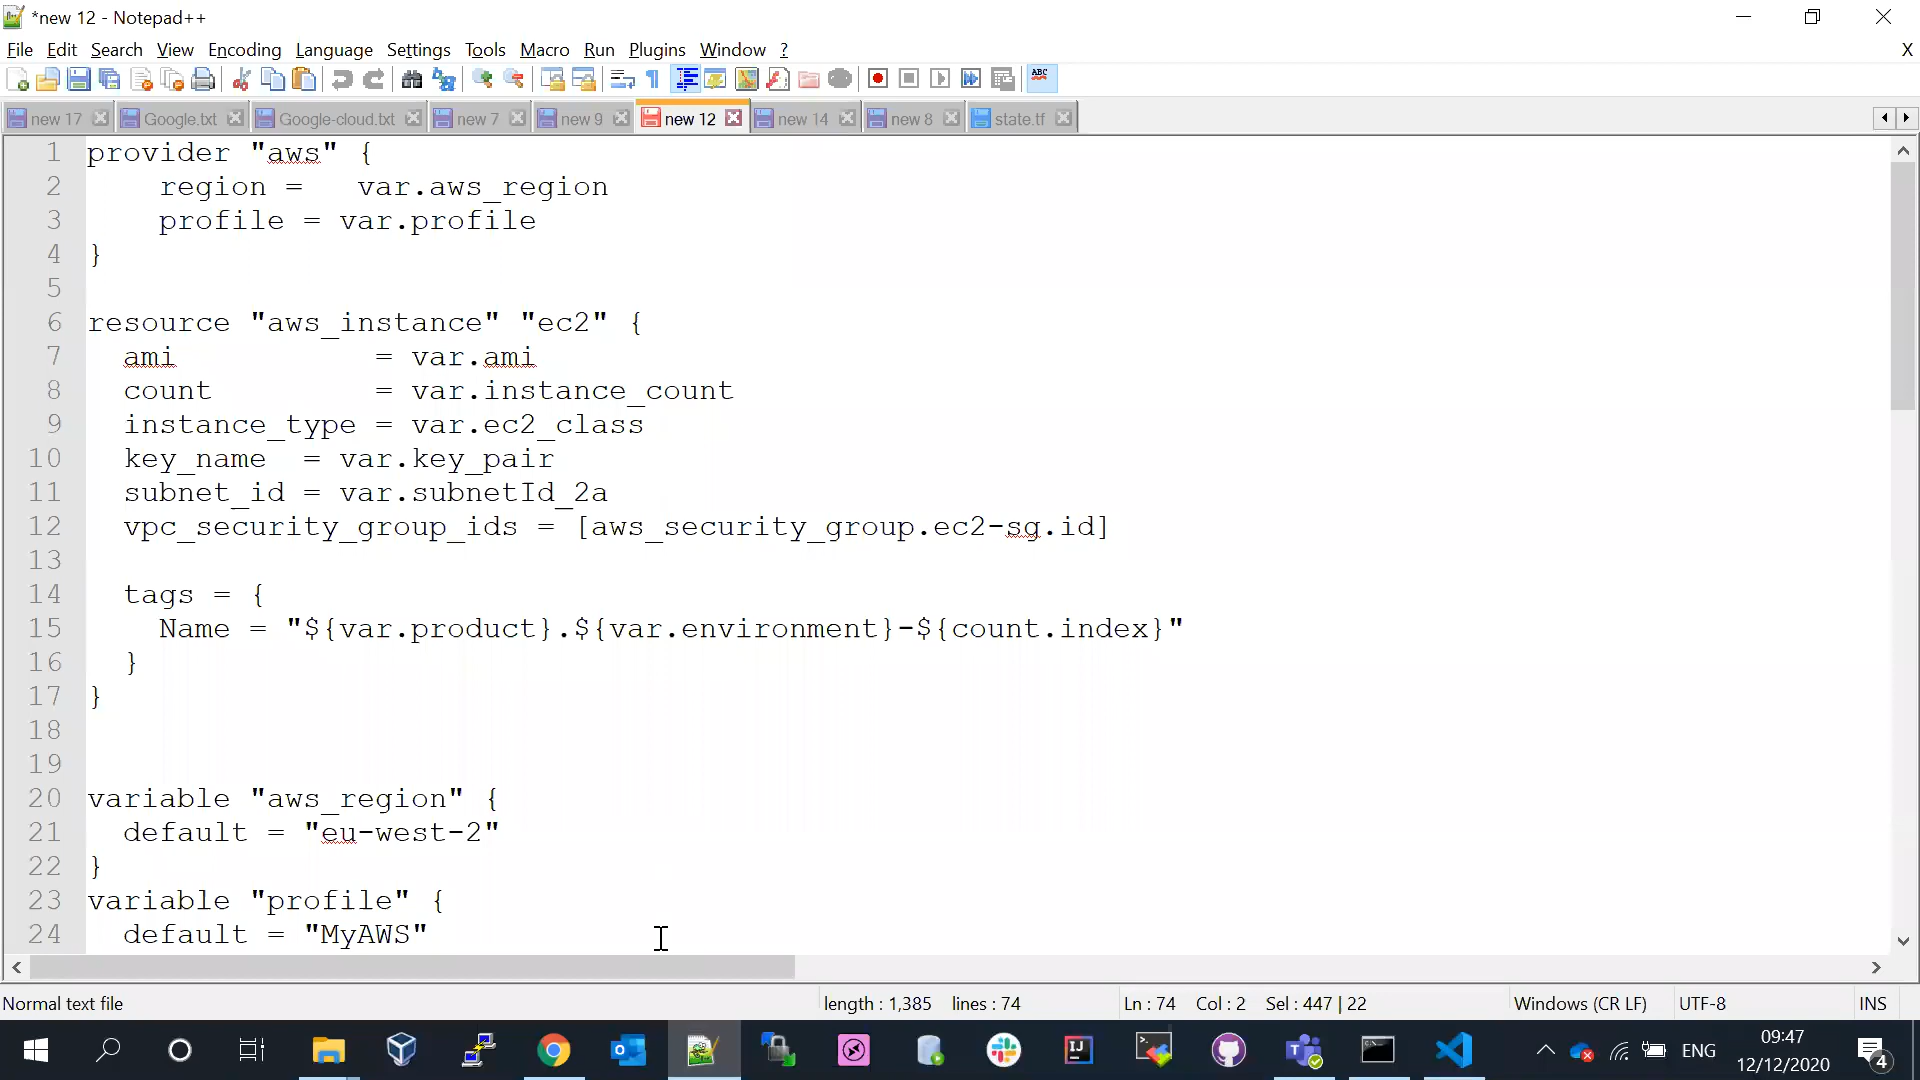 *new 12 - Notepad++
File Edit Search View Encoding Language Settings Tools Macro Run Plugins Window ? X
ABC
new 17 Google.txt Google-cloud.txt new 7 new 9 new 12 new 14 new 8 state.tf
1 provider "aws" {
2 region = var.aws_region
3 profile = var.profile
4 }
5
6 resource "aws_instance" "ec2" {
7 ami = var.ami
8 count = var.instance_count
9 instance_type = var.ec2_class
10 key_name = var.key_pair
11 subnet_id = var.subnetId_2a
12 vpc_security_group_ids = [aws_security_group.ec2-sg.id]
13
14 tags = {
15 Name = "${var.product}.${var.environment}-${count.index}"
16 }
17 }
18
19
20 variable "aws_region" {
21 default = "eu-west-2"
22 }
23 variable "profile" {
24 default = "MyAWS"
Normal text file length : 1,385 lines : 74 Ln : 74 Col : 2 Sel : 447 | 22 Windows (CR LF) UTF-8 INS
IJ ENG 09:47 4
12/12/2020